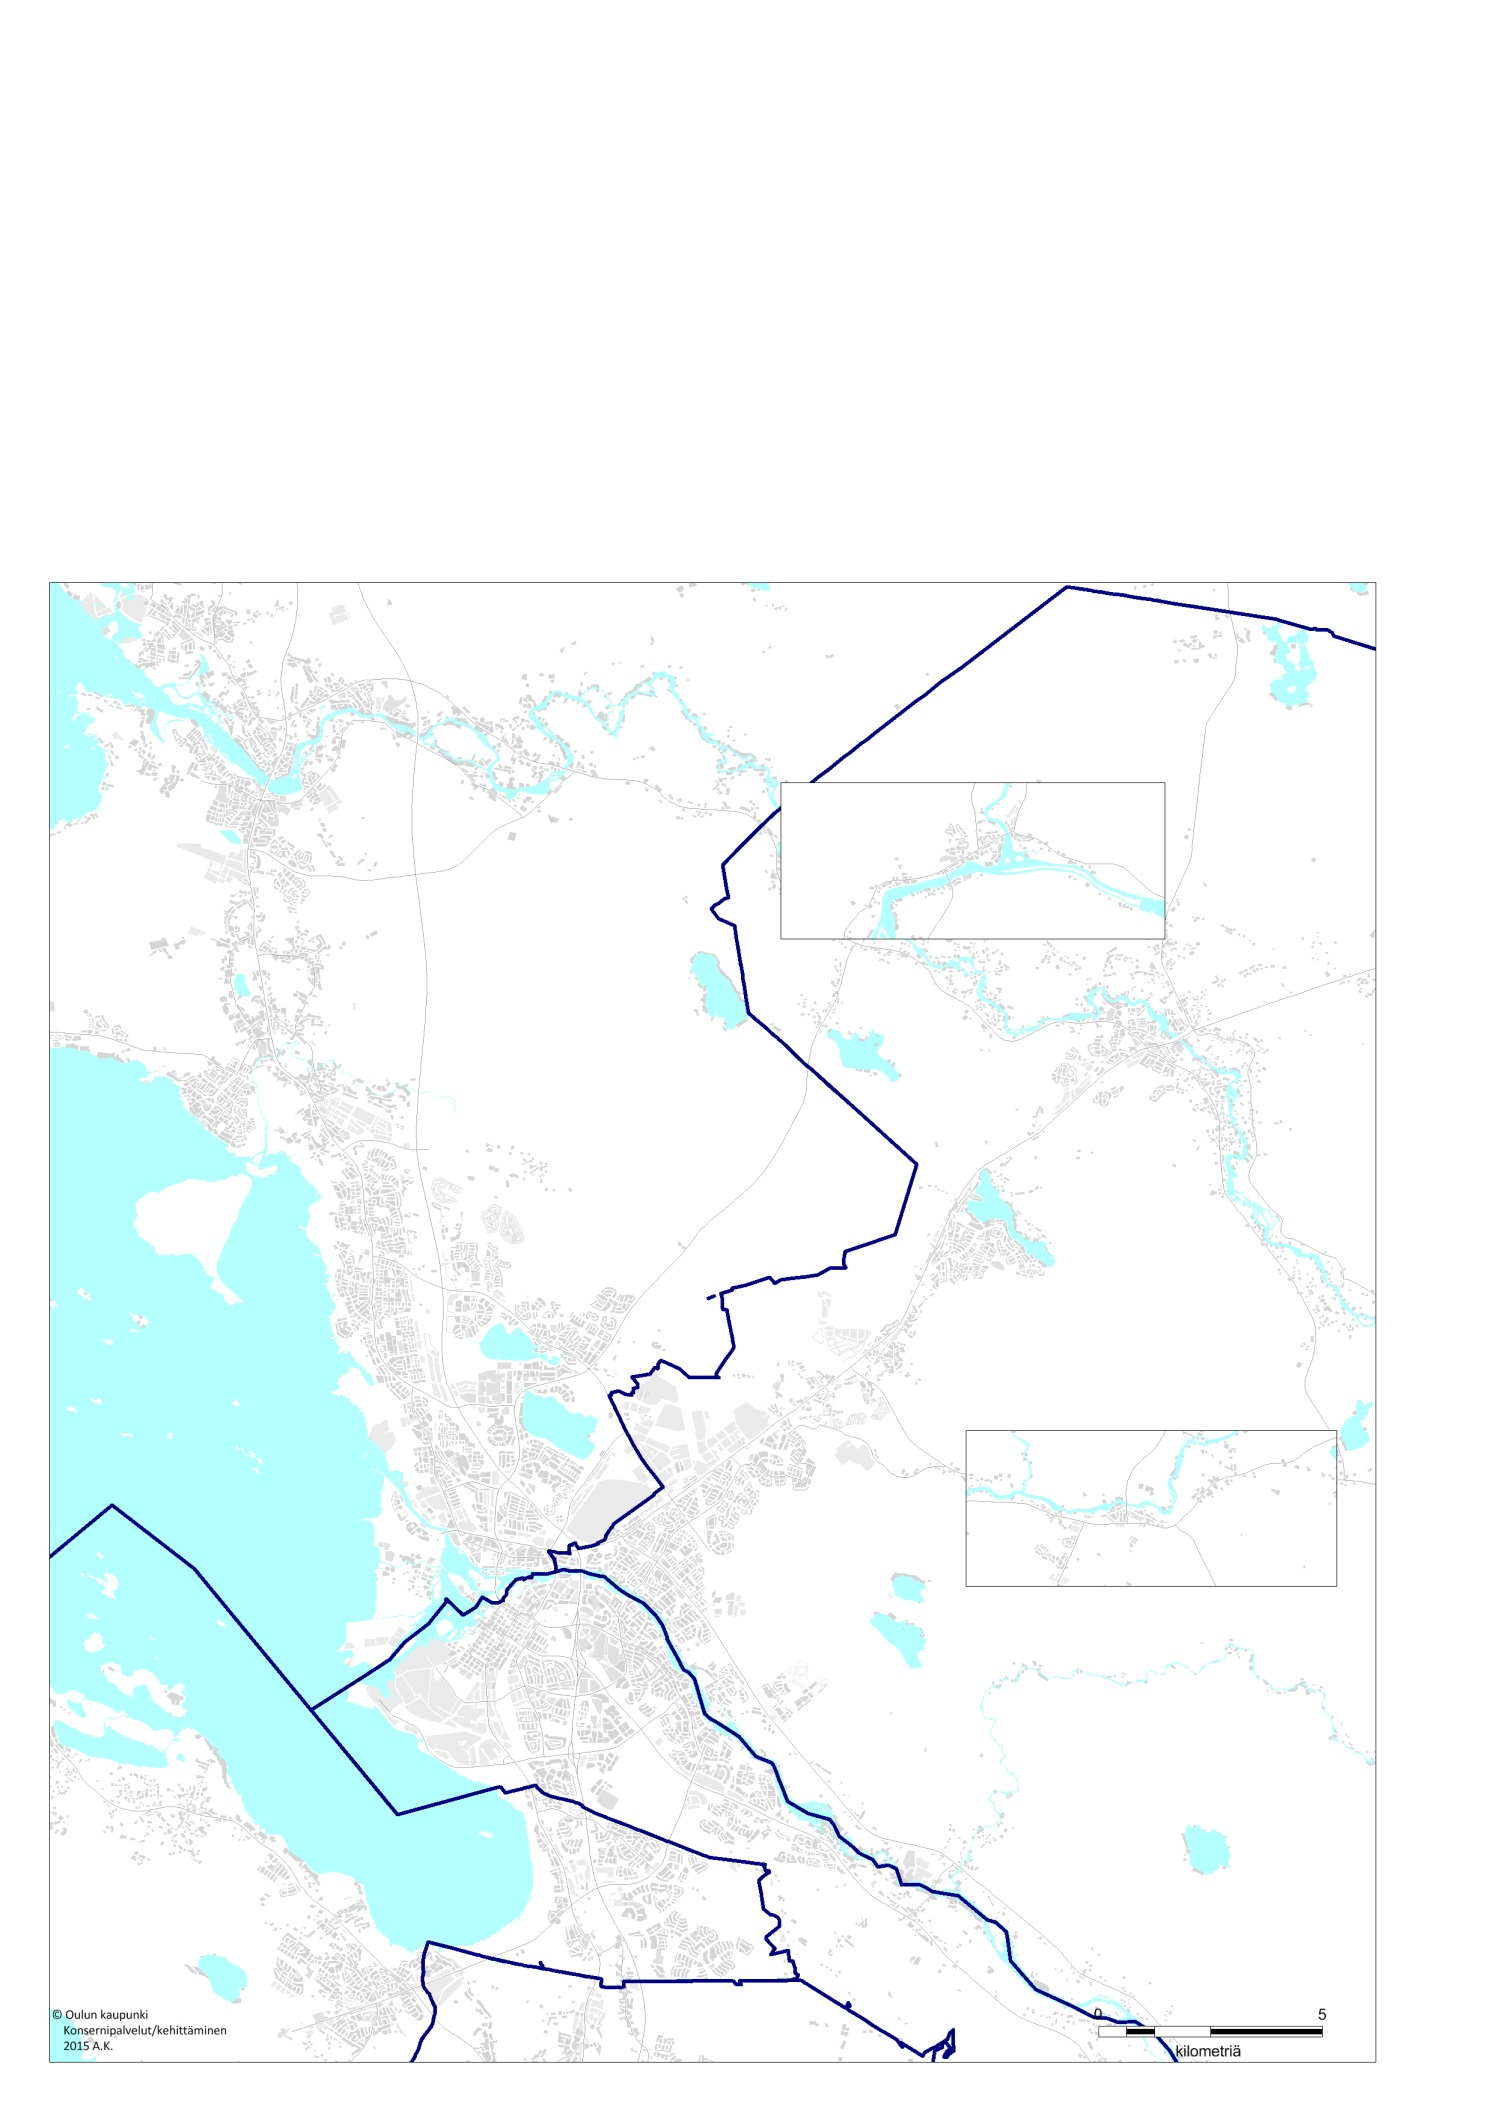 © Oulun kaupunki
Konsernipalvelut/kehittäminen
2015 A.K.
0 5
kilometriä